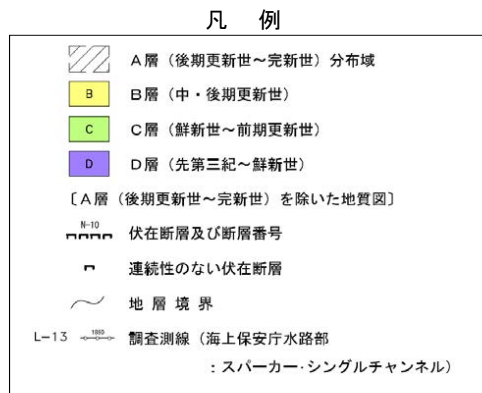 凡 例
A層（後期更新世～完新世）分布域
B B層（中・後期更新世）
C C層（鮮新世～前期更新世）
D D層（先第三紀～鮮新世）
〔A層（後期更新世～完新世）を除いた地質図〕
N-10 伏在断層及び断層番号
連続性のない伏在断層
地 層 境 界
L-13 調査測線（海上保安庁水路部
：スパーカー・シングルチャンネル）